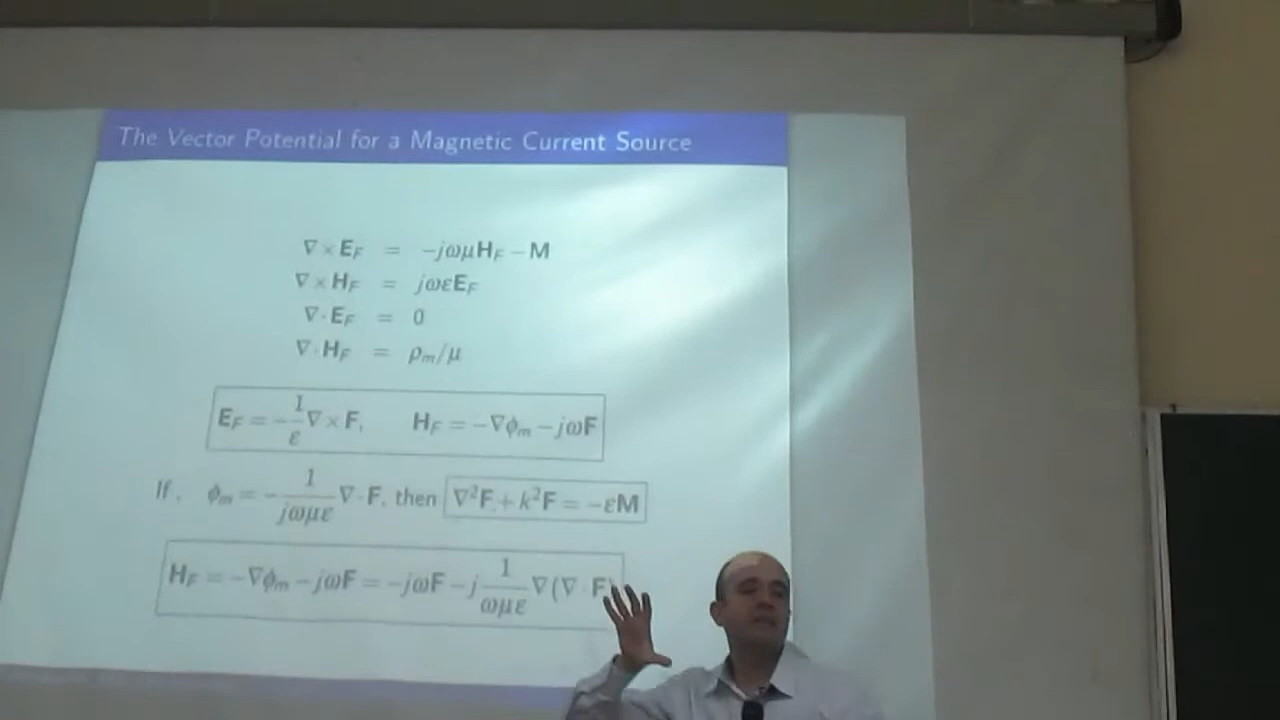 The Vector Potential for a Magnetic Current Source
∇ × E_F = −jωμH_F − M
∇ × H_F = jωεE_F
∇ · E_F = 0
∇ · H_F = ρ_m/μ
E_F = −(1/ε)∇ × F, H_F = −∇ϕ_m − jωF
If, ϕ_m = −(1/jωμε)∇ · F, then ∇²F + k²F = −εM
H_F = −∇ϕ_m − jωF = −jωF − j(1/ωμε)∇(∇ · F)